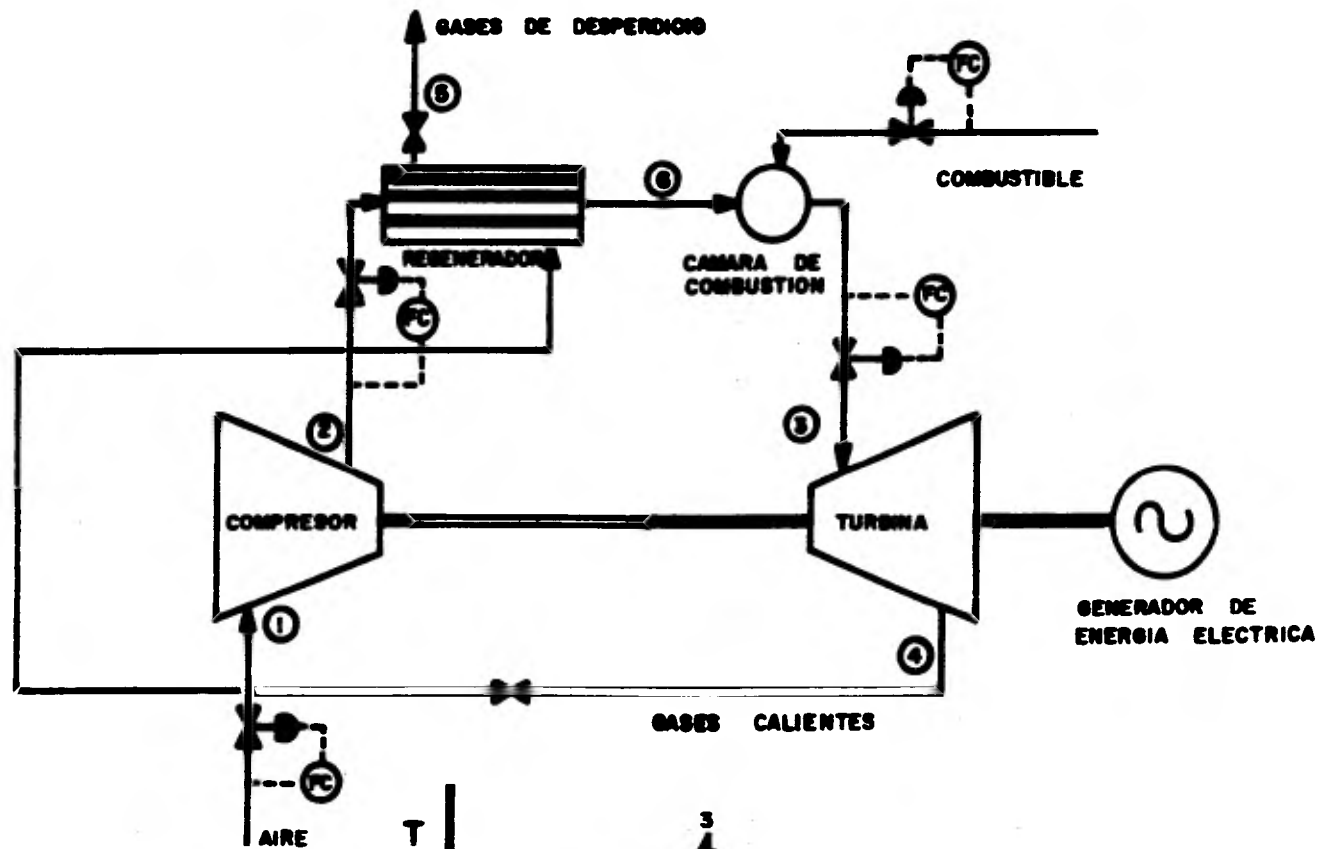 GASES DE DESPERDICIO
5
FC
COMBUSTIBLE
6
REGENERADOR
CAMARA DE
COMBUSTION
FC
FC
2
3
COMPRESOR
TURBINA
1
4
GENERADOR DE
ENERGIA ELECTRICA
GASES CALIENTES
FC
AIRE
T
3